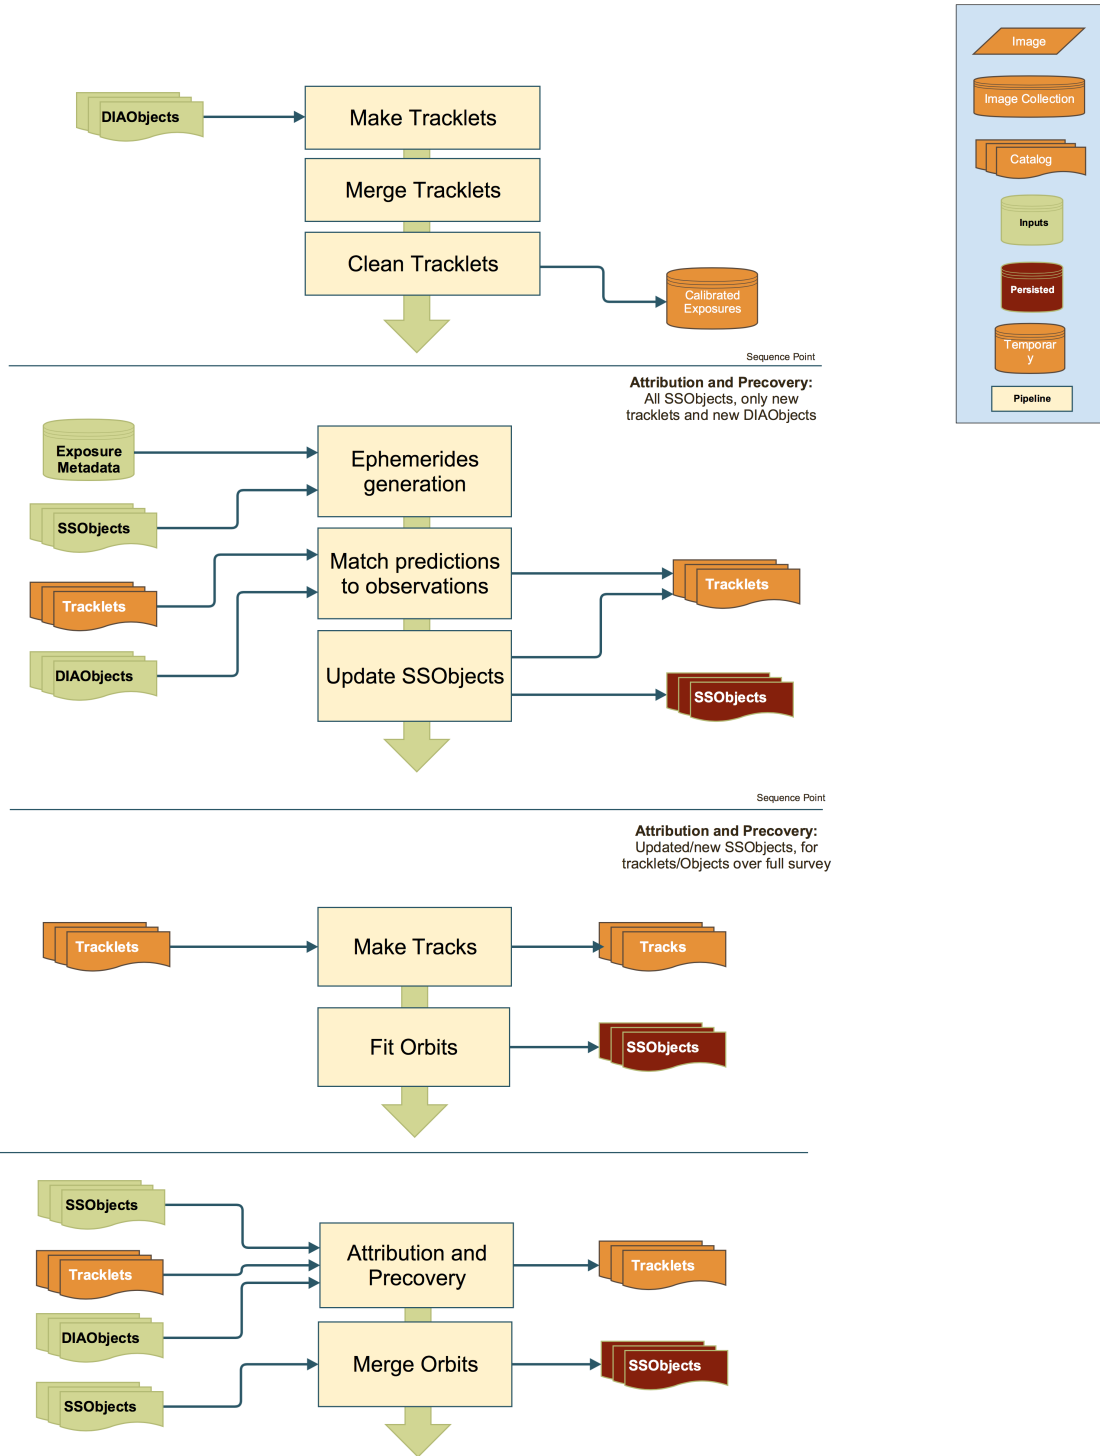 Image
Image Collection
Catalog
Inputs
Persisted
Temporar
y
Pipeline
DIAObjects
Make Tracklets
Merge Tracklets
Clean Tracklets
Calibrated
Exposures
Sequence Point
Attribution and Precovery:
All SSObjects, only new
tracklets and new DIAObjects
Exposure
Metadata
Ephemerides
generation
SSObjects
Match predictions
to observations
Tracklets
Tracklets
DIAObjects
Update SSObjects
SSObjects
Sequence Point
Attribution and Precovery:
Updated/new SSObjects, for
tracklets/Objects over full survey
Tracklets
Make Tracks
Tracks
Fit Orbits
SSObjects
SSObjects
Attribution and
Precovery
Tracklets
Tracklets
DIAObjects
Merge Orbits
SSObjects
SSObjects